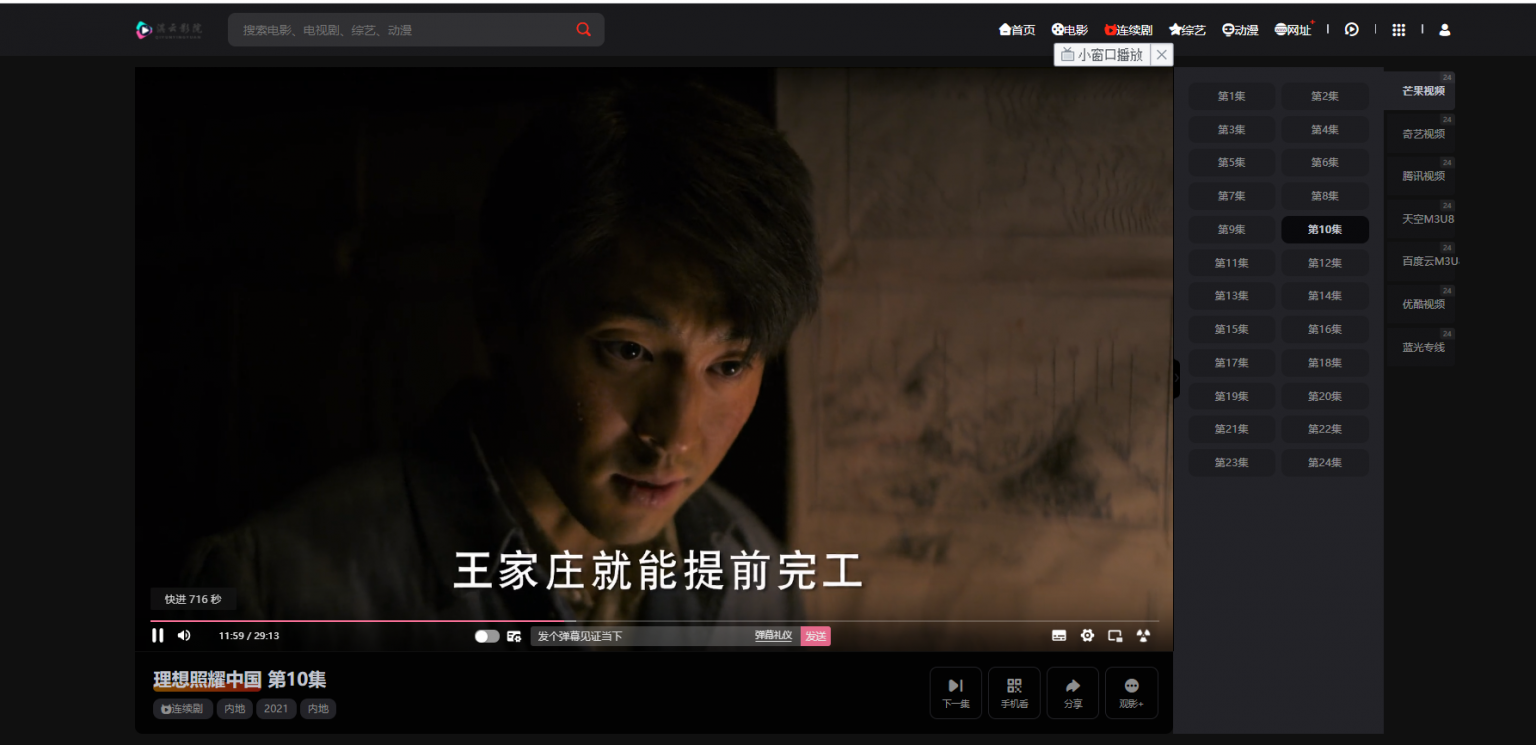 淇云影院
搜索电影、电视剧、综艺、动漫
首页 电影 连续剧 综艺 动漫 网址
小窗口播放
第1集 第2集
第3集 第4集
第5集 第6集
第7集 第8集
第9集 第10集
第11集 第12集
第13集 第14集
第15集 第16集
第17集 第18集
第19集 第20集
第21集 第22集
第23集 第24集
24
芒果视频
24
奇艺视频
24
腾讯视频
24
天空M3U8
24
百度云M3U
24
优酷视频
24
蓝光专线
王家庄就能提前完工
快进 716 秒
11:59 / 29:13
发个弹幕见证当下 弹幕礼仪 发送
理想照耀中国 第10集
连续剧 内地 2021 内地
下一集 手机看 分享 观影+